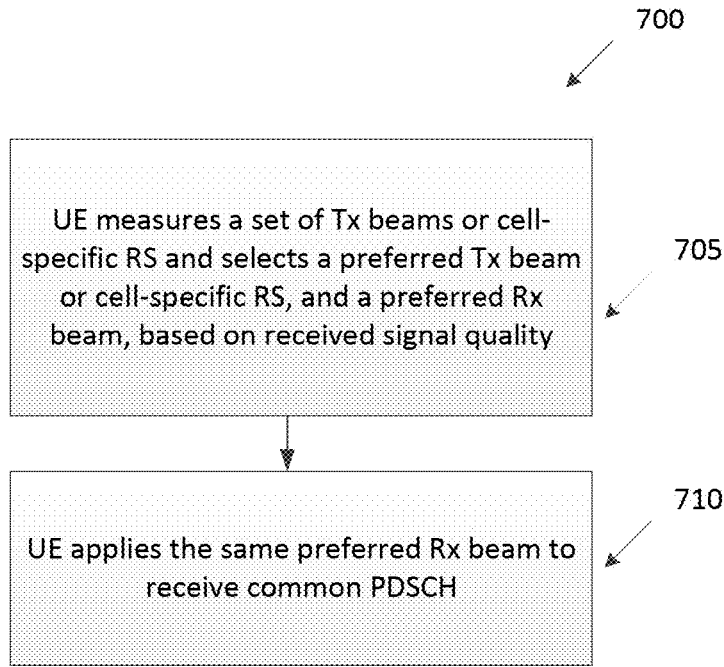 700
UE measures a set of Tx beams or cell-
specific RS and selects a preferred Tx beam
or cell-specific RS, and a preferred Rx
beam, based on received signal quality
705
UE applies the same preferred Rx beam to
receive common PDSCH
710